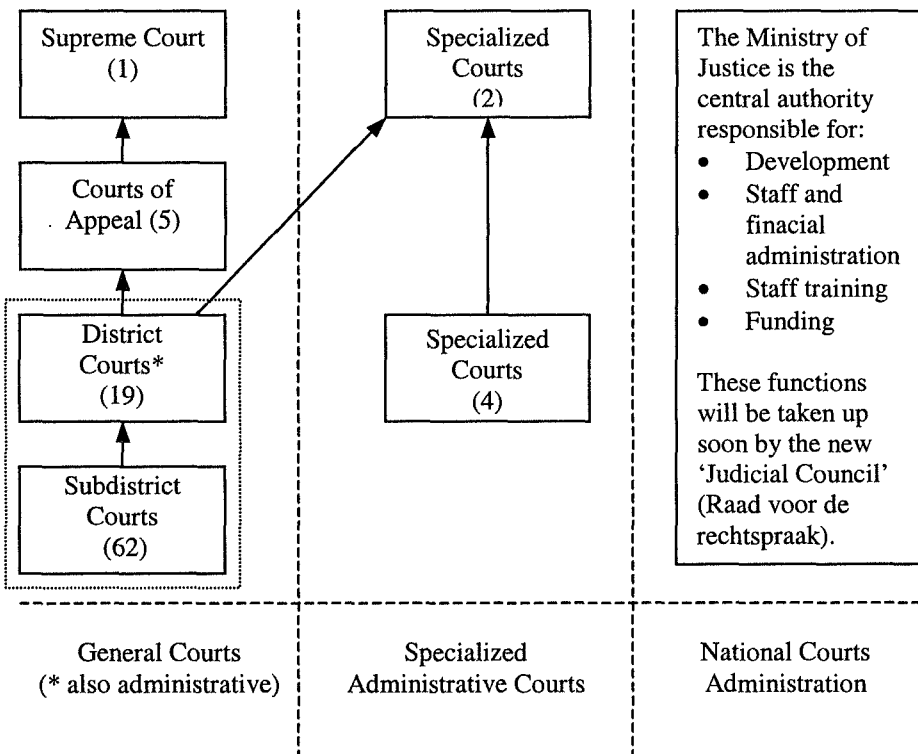 Supreme Court
(1)
Courts of
Appeal (5)
District
Courts*
(19)
Subdistrict
Courts
(62)
General Courts
(* also administrative)
Specialized
Courts
(2)
Specialized
Courts
(4)
Specialized
Administrative Courts
The Ministry of
Justice is the
central authority
responsible for:
• Development
• Staff and
finacial
administration
• Staff training
• Funding
These functions
will be taken up
soon by the new
‘Judicial Council’
(Raad voor de
rechtspraak).
National Courts
Administration